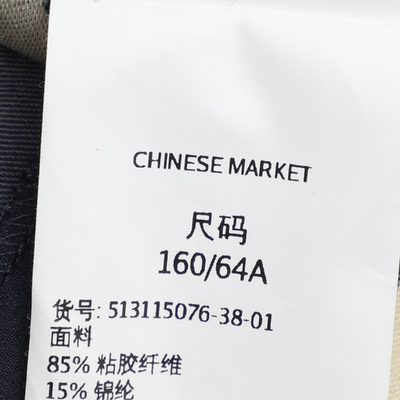 CHINESE MARKET
尺码
160/64A
货号: 513115076-38-01
面料
85% 粘胶纤维
15% 锦纶